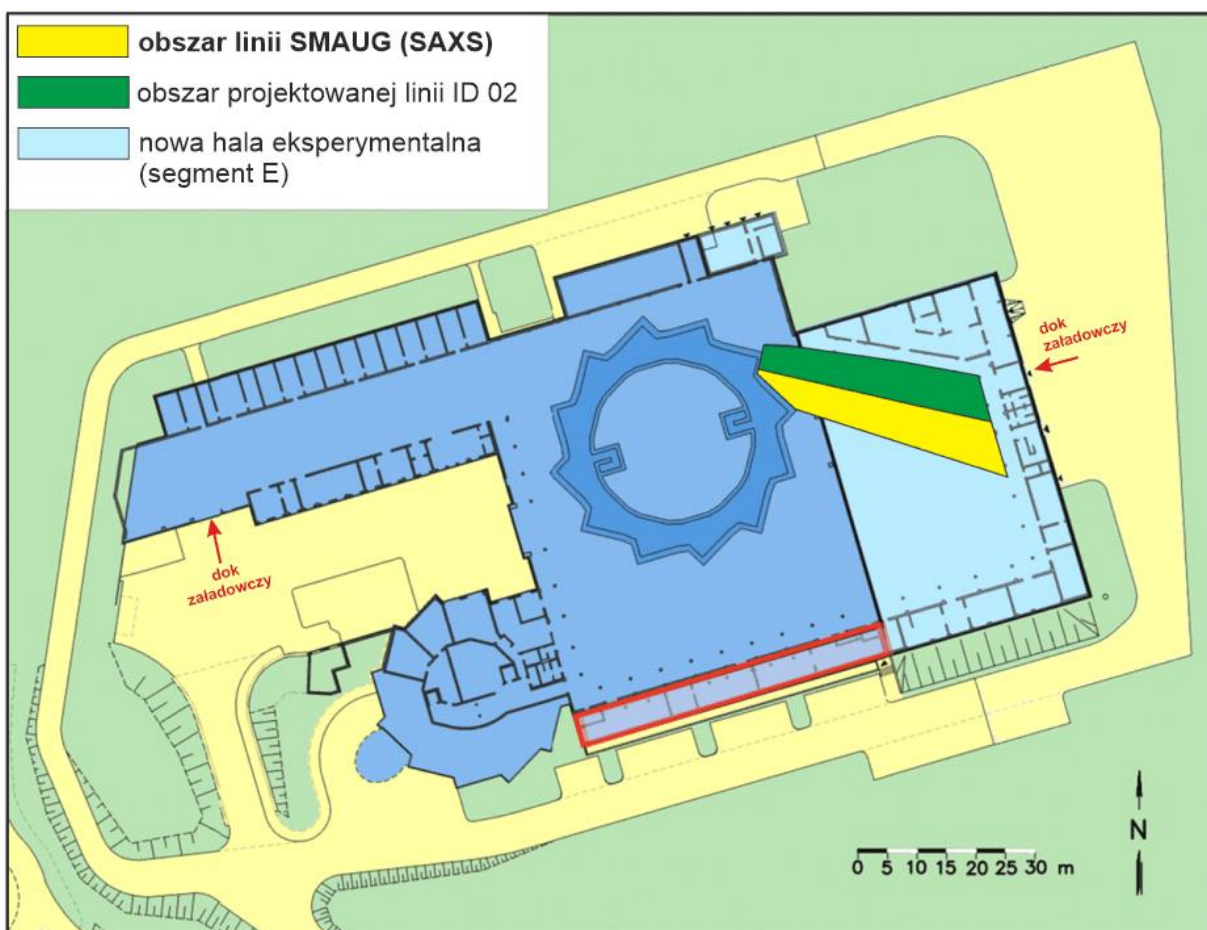 obszar linii SMAUG (SAXS)
obszar projektowanej linii ID 02
nowa hala eksperymentalna
(segment E)
dok
załadowczy
dok
załadowczy
N
0 5 10 15 20 25 30 m